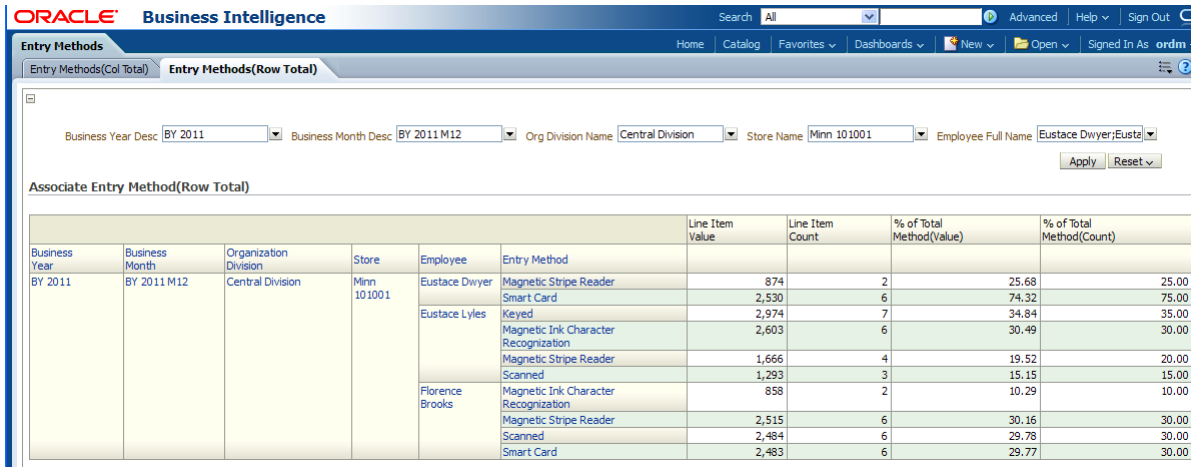 ORACLE Business Intelligence Search All Advanced Help Sign Out
Entry Methods Home Catalog Favorites Dashboards New Open Signed In As ordm
Entry Methods(Col Total) Entry Methods(Row Total)
Business Year Desc BY 2011 Business Month Desc BY 2011 M12 Org Division Name Central Division Store Name Minn 101001 Employee Full Name Eustace Dwyer;Eusta
Apply Reset
Associate Entry Method(Row Total)
Line Item Line Item % of Total % of Total
Value Count Method(Value) Method(Count)
Business Business Organization Store Employee Entry Method
Year Month Division
BY 2011 BY 2011 M12 Central Division Minn Eustace Dwyer Magnetic Stripe Reader 874 2 25.68 25.00
101001 Smart Card 2,530 6 74.32 75.00
Eustace Lyles Keyed 2,974 7 34.84 35.00
Magnetic Ink Character 2,603 6 30.49 30.00
Recognization
Magnetic Stripe Reader 1,666 4 19.52 20.00
Scanned 1,293 3 15.15 15.00
Florence Magnetic Ink Character 858 2 10.29 10.00
Brooks Recognization
Magnetic Stripe Reader 2,515 6 30.16 30.00
Scanned 2,484 6 29.78 30.00
Smart Card 2,483 6 29.77 30.00